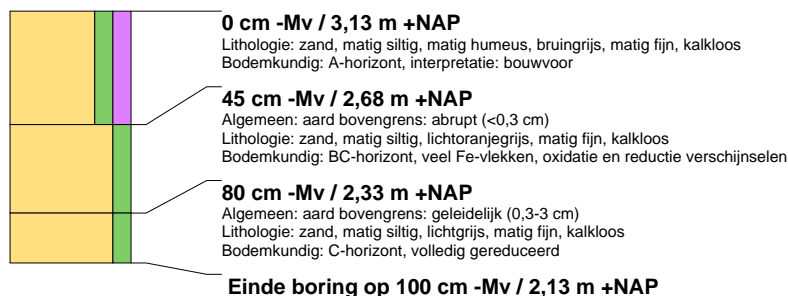 0 cm -Mv / 3,13 m +NAP
Lithologie: zand, matig siltig, matig humeus, bruingrijs, matig fijn, kalkloos
Bodemkundig: A-horizont, interpretatie: bouwvoor
45 cm -Mv / 2,68 m +NAP
Algemeen: aard bovengrens: abrupt (<0,3 cm)
Lithologie: zand, matig siltig, lichtoranjegrijs, matig fijn, kalkloos
Bodemkundig: BC-horizont, veel Fe-vlekken, oxidatie en reductie verschijnselen
80 cm -Mv / 2,33 m +NAP
Algemeen: aard bovengrens: geleidelijk (0,3-3 cm)
Lithologie: zand, matig siltig, lichtgrijs, matig fijn, kalkloos
Bodemkundig: C-horizont, volledig gereduceerd
Einde boring op 100 cm -Mv / 2,13 m +NAP